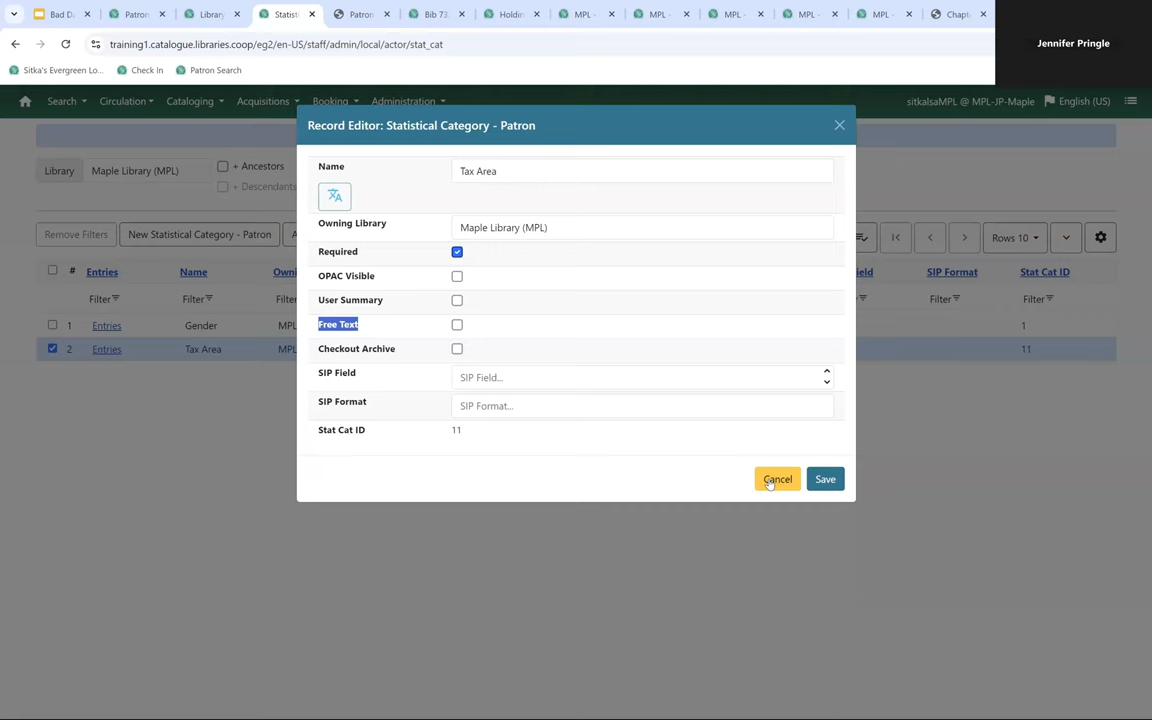 Bad Da
Patron
Library
Statist
Patron
Bib 73
Holdin
MPL -
MPL -
MPL -
MPL -
MPL -
Chapt
training1.catalogue.libraries.coop/eg2/en-US/staff/admin/local/actor/stat_cat
Jennifer Pringle
Sitka's Evergreen Lo...
Check In
Patron Search
Search
Circulation
Cataloging
Acquisitions
Booking
Administration
sitkalsaMPL @ MPL-JP-Maple
English (US)
Record Editor: Statistical Category - Patron
Library
Maple Library (MPL)
+ Ancestors
+ Descendants
Name
Tax Area
Owning Library
Maple Library (MPL)
Remove Filters
New Statistical Category - Patron
A
Rows 10
Required
OPAC Visible
User Summary
Free Text
Checkout Archive
SIP Field
SIP Field...
SIP Format
SIP Format...
Stat Cat ID
11
Cancel
Save
#
Entries
Name
Owni
eld
SIP Format
Stat Cat ID
Filter
Filter
Filter
Filter
Filter
1
Entries
Gender
MPL
1
2
Entries
Tax Area
MPL
11